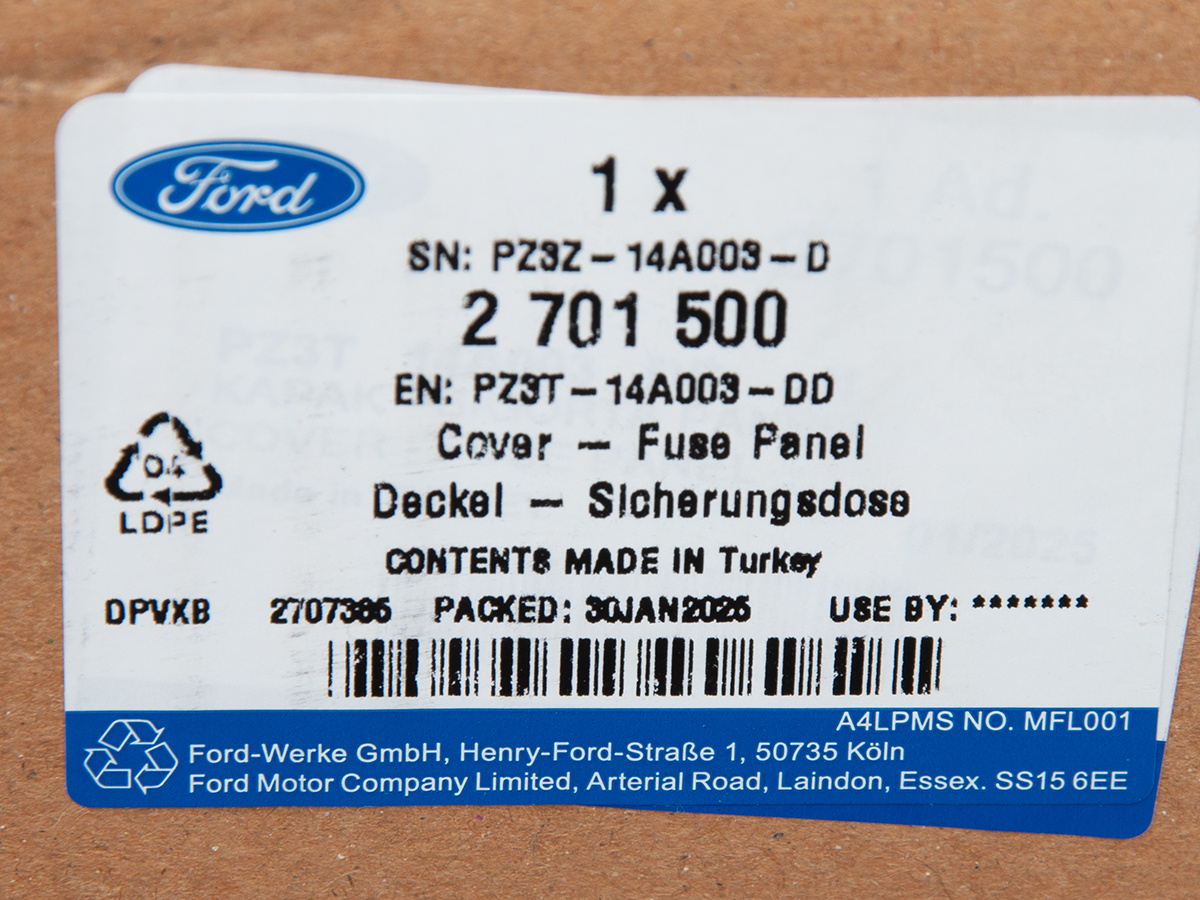 Ford
1 x
SN: PZ3Z-14A003-D
2 701 500
EN: PZ3T-14A003-DD
Cover - Fuse Panel
Deckel - Sicherungsdose
04
LDPE
CONTENTS MADE IN Turkey
DPVXB 2707385 PACKED: 30JAN2025 USE BY: *******
A4LPMS NO. MFL001
Ford-Werke GmbH, Henry-Ford-Straße 1, 50735 Köln
Ford Motor Company Limited, Arterial Road, Laindon, Essex. SS15 6EE